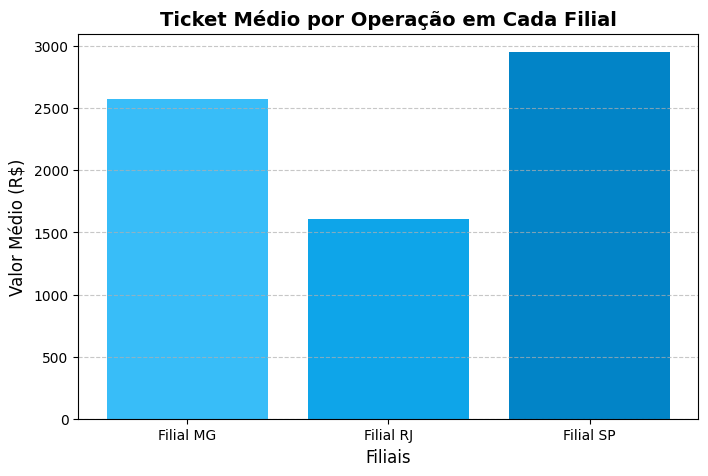 Ticket Médio por Operação em Cada Filial
Valor Médio (R$)
3000
2500
2000
1500
1000
500
0
Filial MG
Filial RJ
Filial SP
Filiais